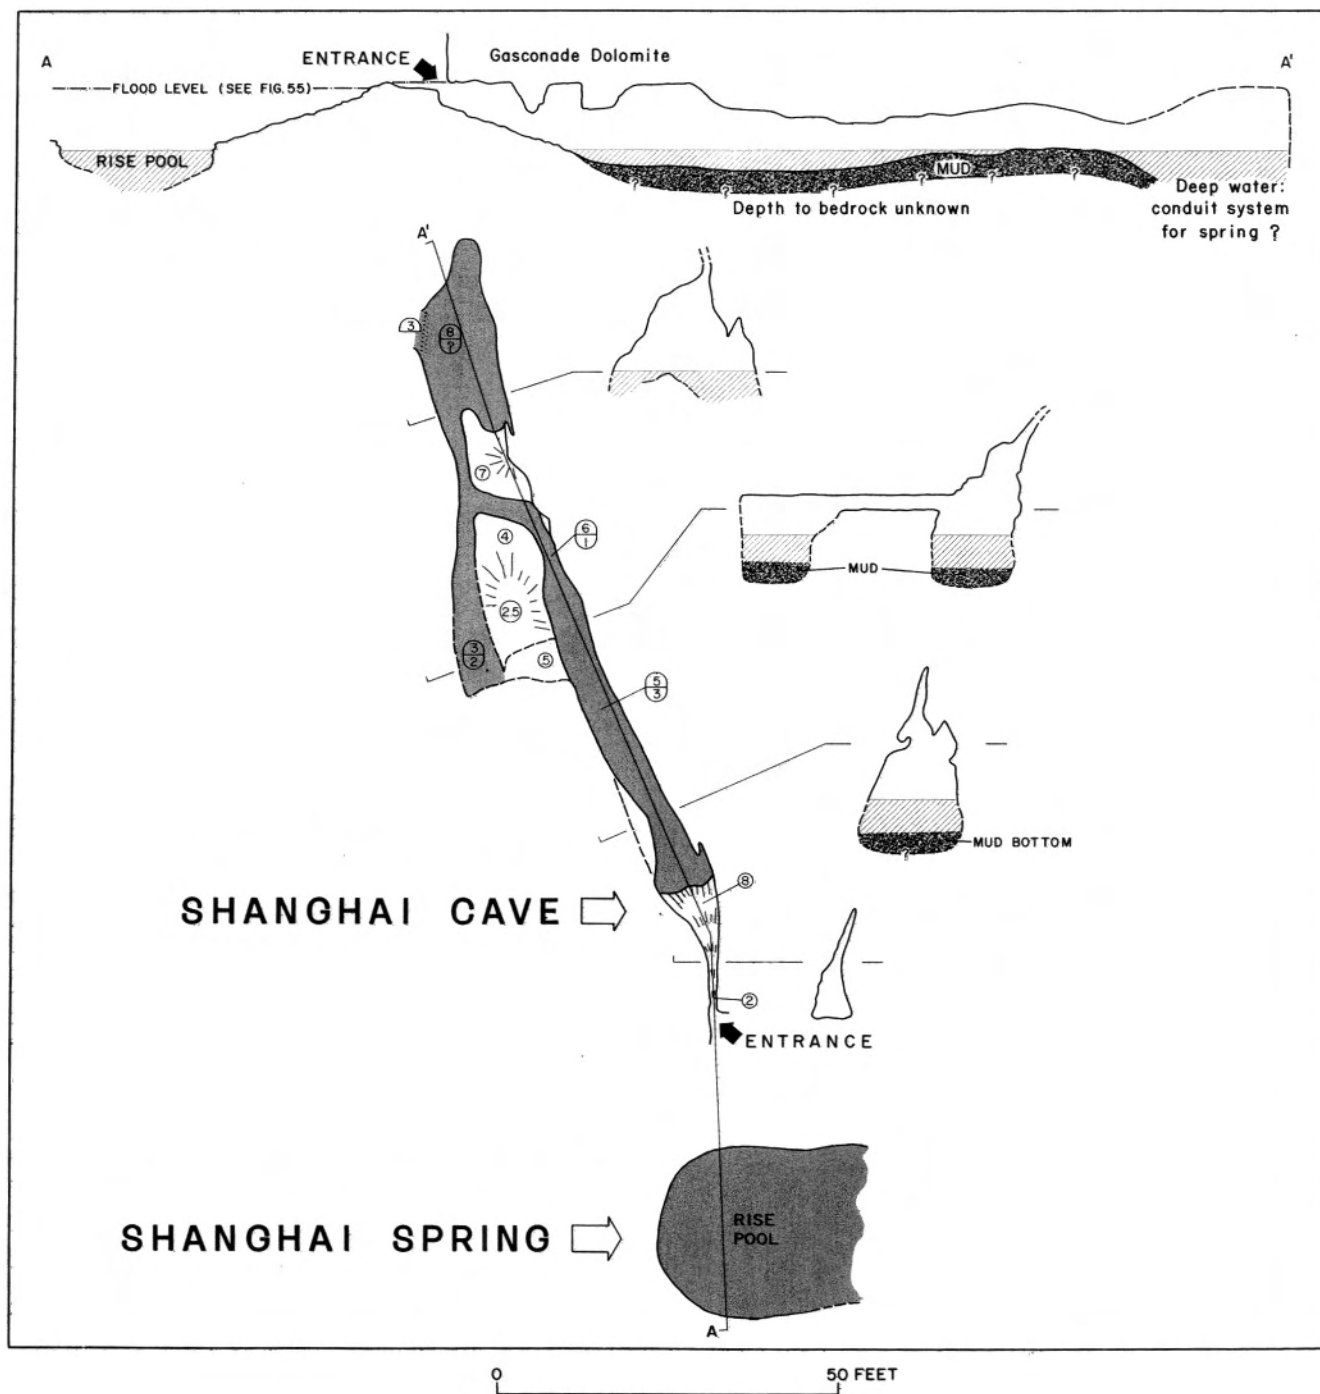 A
ENTRANCE
Gasconade Dolomite
A'
FLOOD LEVEL (SEE FIG. 55)
RISE POOL
MUD
? ? ? ? ? ?
Depth to bedrock unknown
Deep water:
conduit system
for spring ?
A'
3
8
?
7
6
1
4
MUD
2.5
3
2
5
5
3
MUD BOTTOM
?
8
SHANGHAI CAVE
2
ENTRANCE
RISE
POOL
SHANGHAI SPRING
A
0 50 FEET